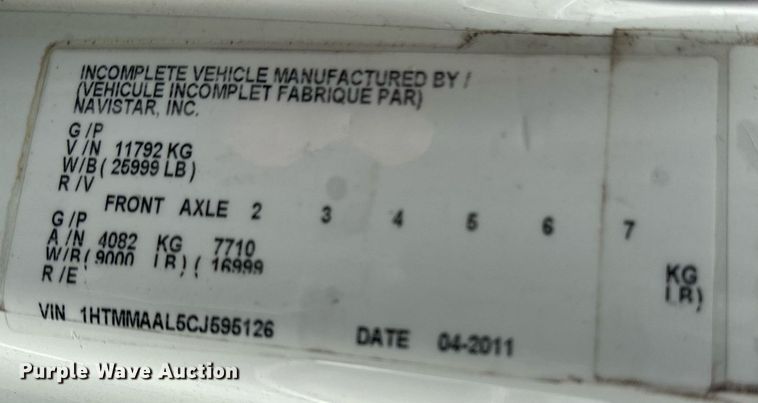 INCOMPLETE VEHICLE MANUFACTURED BY /
(VEHICULE INCOMPLET FABRIQUE PAR)
NAVISTAR, INC.
G /P
V /N 11792 KG
W/B ( 25999 LB )
R /V
FRONT AXLE 2 3 4 5 6 7
G /P
A /N 4082 KG 7710 KG
W/B ( 9000 LB) ( 16999 LB)
R /E
VIN 1HTMMAAL5CJ595126 DATE 04-2011
Purple Wave Auction